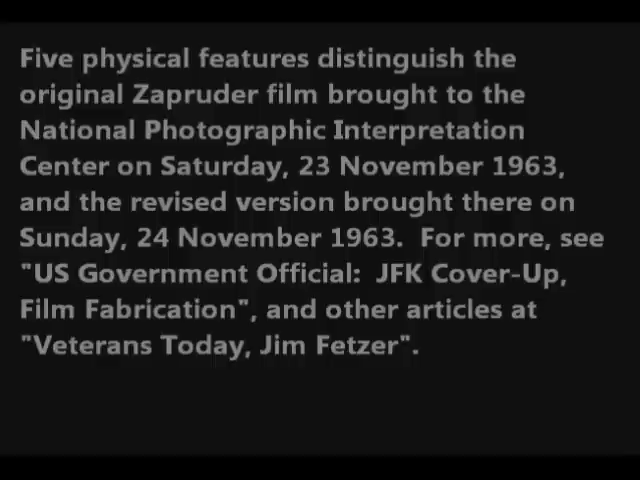 Five physical features distinguish the
original Zapruder film brought to the
National Photographic Interpretation
Center on Saturday, 23 November 1963,
and the revised version brought there on
Sunday, 24 November 1963.  For more, see
"US Government Official:  JFK Cover-Up,
Film Fabrication", and other articles at
"Veterans Today, Jim Fetzer".